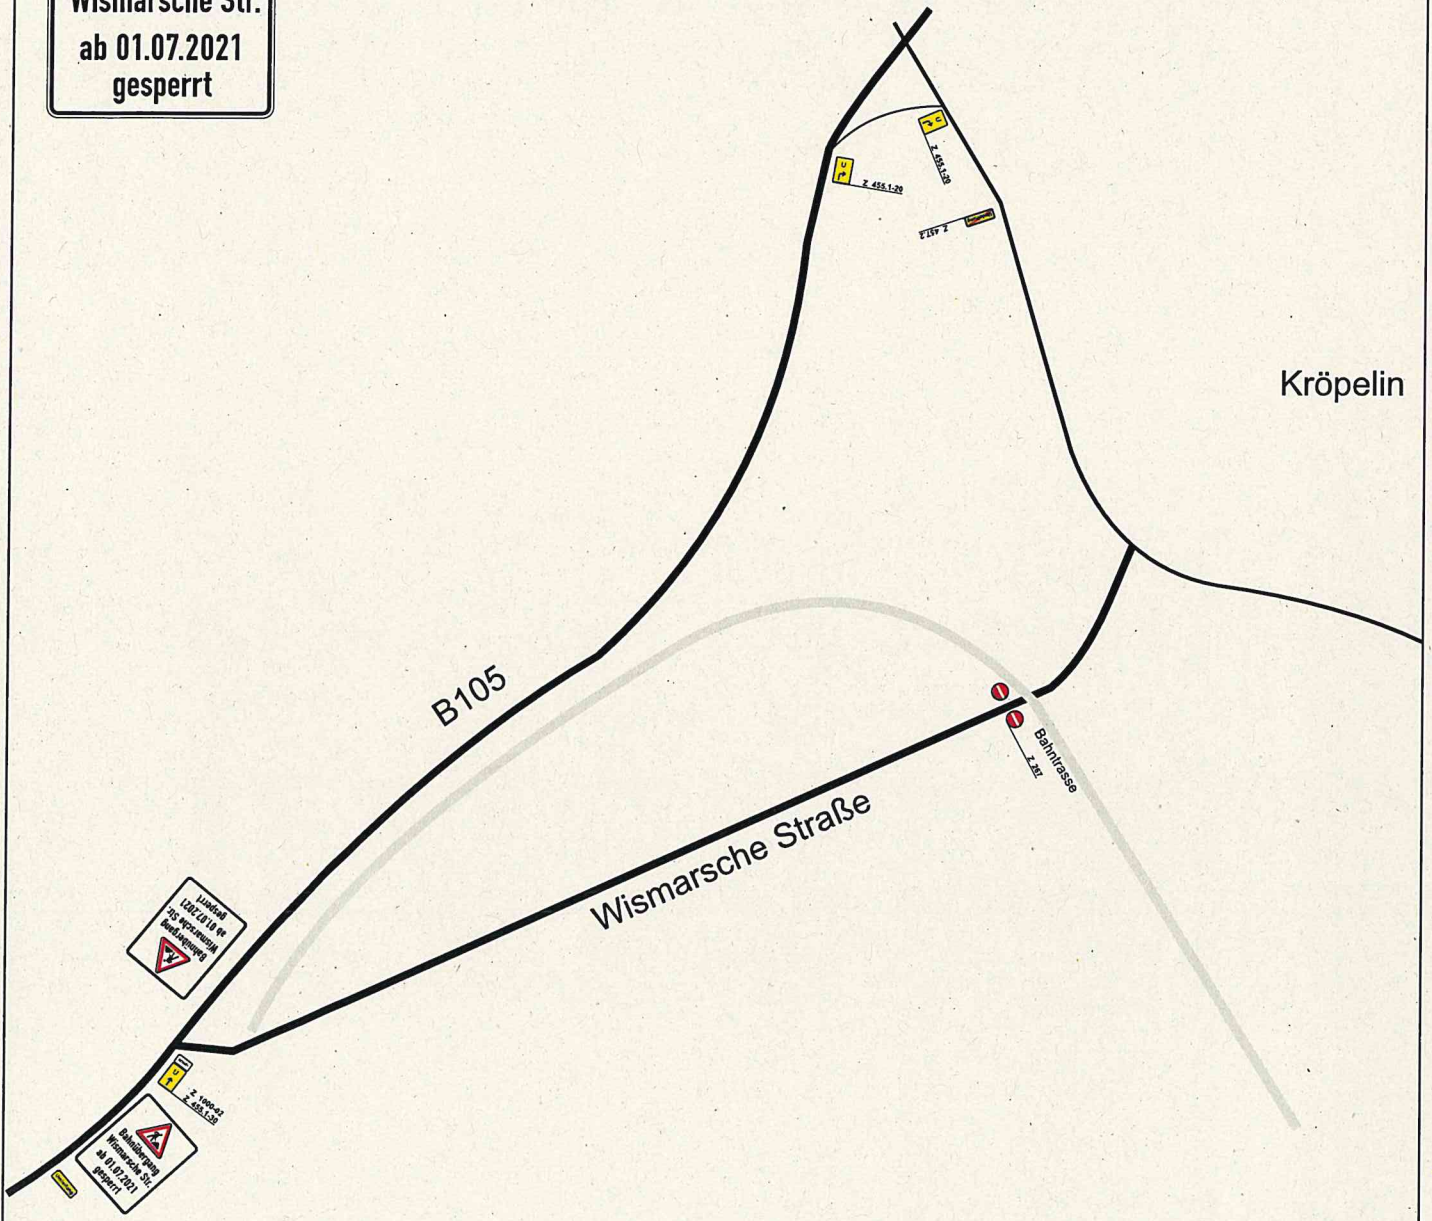 Wismarsche Str.
ab 01.07.2021
gesperrt
Z. 455.1-20
Z. 455.1-20
Z. 457.2
Kröpelin
B105
Bahntrasse
Z. 267
Wismarsche Straße
Bahnübergang
Wismarsche Str.
ab 01.07.2021
gesperrt
U
Z. 1000-02
Z. 455.1-30
Bahnübergang
Wismarsche Str.
ab 01.07.2021
gesperrt